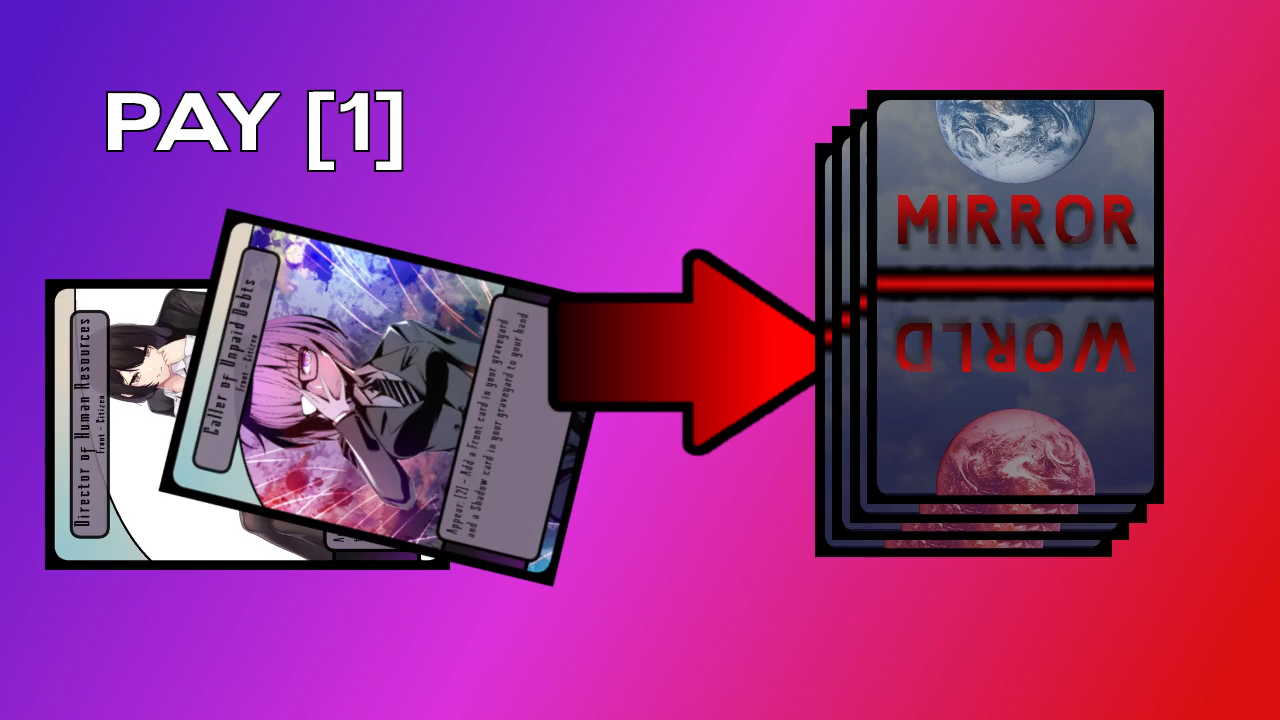 PAY [1]
Director of Human Resources
Front - Citizen
Caller of Unpaid Debts
Front - Citizen
Appear: [2] - Add a Front card in your graveyard
and a Shadow card in your graveyard to your hand.
MIRROR
WORLD